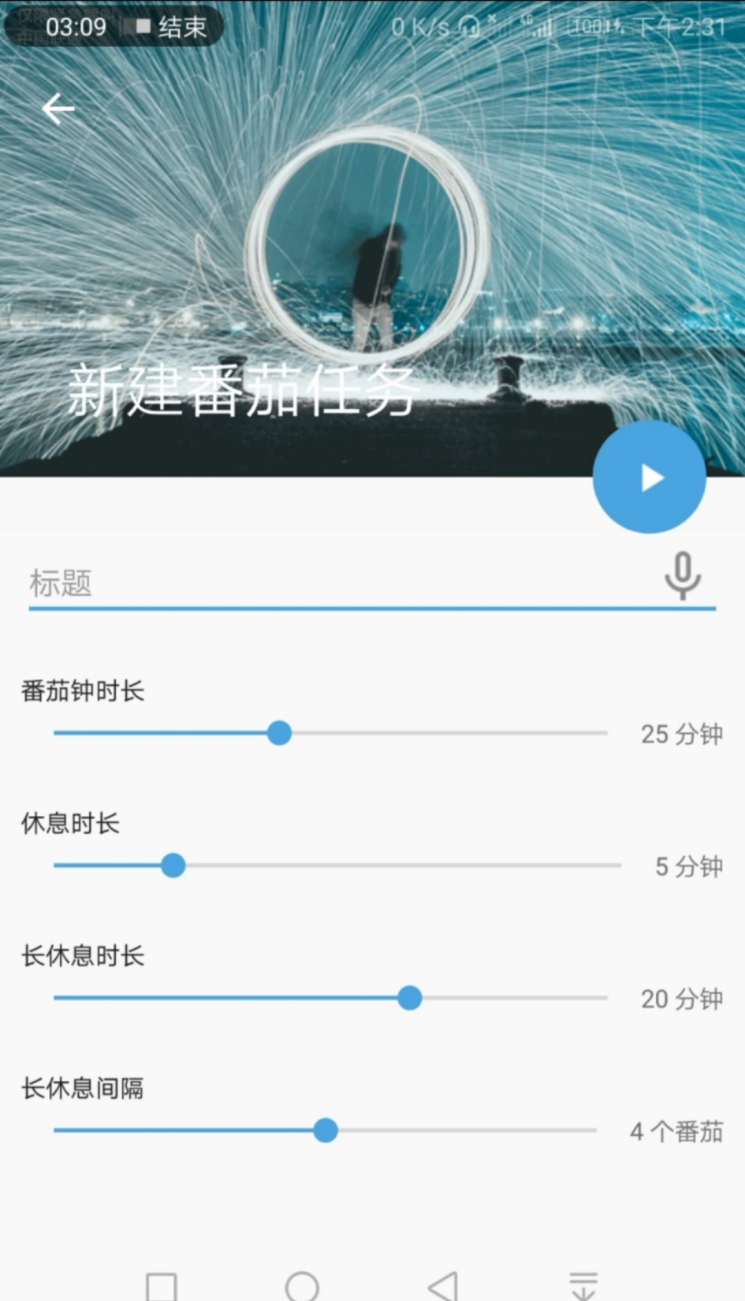 03:09 结束
0 K/s 4G 100 下午2:31
新建番茄任务
标题
番茄钟时长
25 分钟
休息时长
5 分钟
长休息时长
20 分钟
长休息间隔
4 个番茄